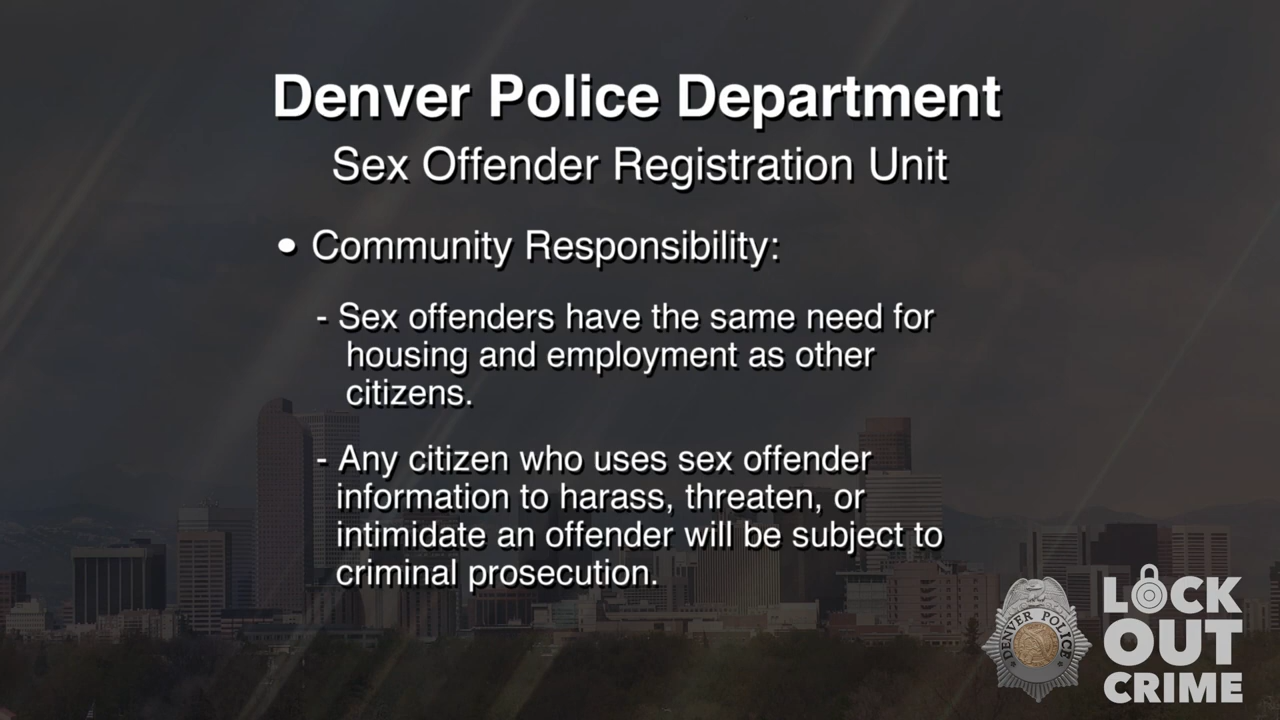 Denver Police Department
Sex Offender Registration Unit
• Community Responsibility:
- Sex offenders have the same need for
housing and employment as other
citizens.
- Any citizen who uses sex offender
information to harass, threaten, or
intimidate an offender will be subject to
criminal prosecution.
DENVER POLICE
LOCK
OUT
CRIME